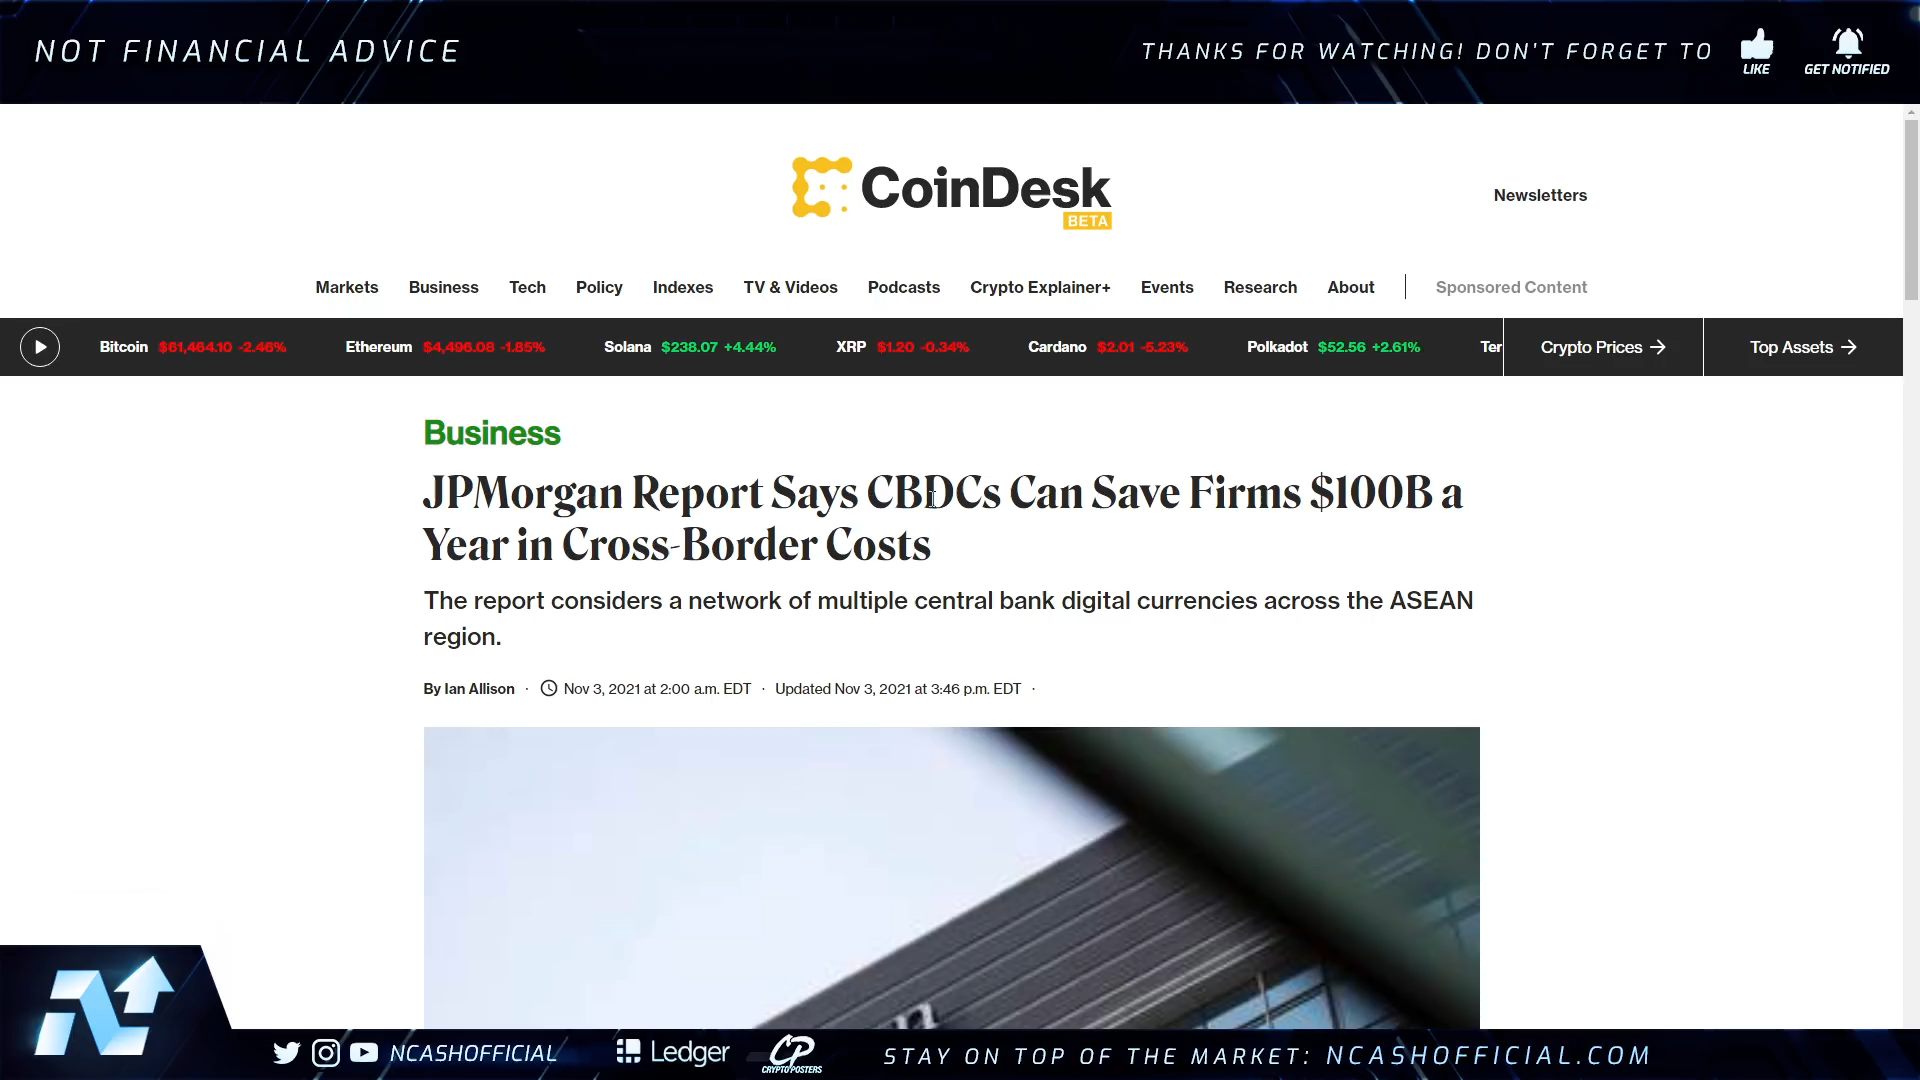 NOT FINANCIAL ADVICE
THANKS FOR WATCHING! DON'T FORGET TO
LIKE
GET NOTIFIED
CoinDesk
BETA
Newsletters
Markets Business Tech Policy Indexes TV & Videos Podcasts Crypto Explainer+ Events Research About Sponsored Content
Bitcoin $61,464.10 -2.46% Ethereum $4,496.08 -1.85% Solana $238.07 +4.44% XRP $1.20 -0.34% Cardano $2.01 -5.23% Polkadot $52.56 +2.61% Ter Crypto Prices → Top Assets →
Business
JPMorgan Report Says CBDCs Can Save Firms $100B a
Year in Cross-Border Costs
The report considers a network of multiple central bank digital currencies across the ASEAN
region.
By Ian Allison · Nov 3, 2021 at 2:00 a.m. EDT · Updated Nov 3, 2021 at 3:46 p.m. EDT ·
NCASHOFFICIAL
Ledger
CP
CRYPTOPOSTERS
STAY ON TOP OF THE MARKET: NCASHOFFICIAL.COM